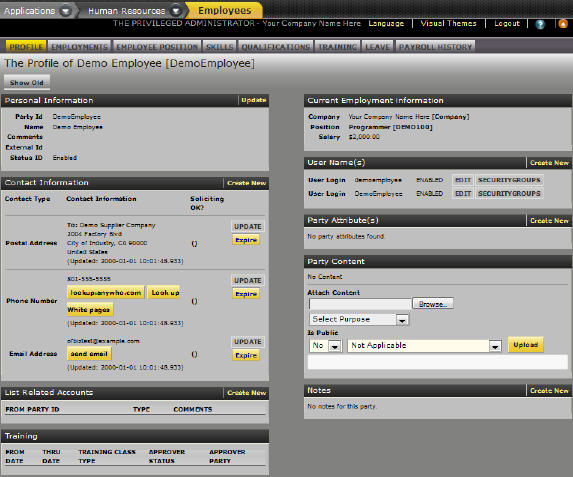 Applications Human Resources Employees
THE PRIVILEGED ADMINISTRATOR - Your Company Name Here Language Visual Themes Logout ?
PROFILE EMPLOYMENTS EMPLOYEE POSITION SKILLS QUALIFICATIONS TRAINING LEAVE PAYROLL HISTORY
The Profile of Demo Employee [DemoEmployee]
Show Old
Personal Information Update
Party Id DemoEmployee
Name Demo Employee
Comments
External Id
Status ID Enabled
Contact Information Create New
Contact Type Contact Information Soliciting
OK?
Postal Address
To: Demo Supplier Company
2004 Factory Blvd
City of Industry, CA 90000
United States
(Updated: 2000-01-01 10:01:48.933)
()
UPDATE
Expire
Phone Number
801-555-5555
lookup:anywho.com Look up
White pages
(Updated: 2000-01-01 10:01:48.933)
()
UPDATE
Expire
Email Address
ofbiztest@example.com
send email
(Updated: 2000-01-01 10:01:48.933)
()
UPDATE
Expire
List Related Accounts Create New
FROM PARTY ID TYPE COMMENTS
Training
FROM THRU TRAINING CLASS APPROVER APPROVER
DATE DATE TYPE STATUS PARTY
Current Employment Information
Company Your Company Name Here [Company]
Position Programmer [DEMO100]
Salary $2,000.00
User Name(s) Create New
User Login demoemployee ENABLED EDIT SECURITYGROUPS
User Login DemoEmployee ENABLED EDIT SECURITYGROUPS
Party Attribute(s) Create New
No party attributes found.
Party Content
No Content
Attach Content
Browse..
Select Purpose
Is Public
No Not Applicable Upload
Notes Create New
No notes for this party.